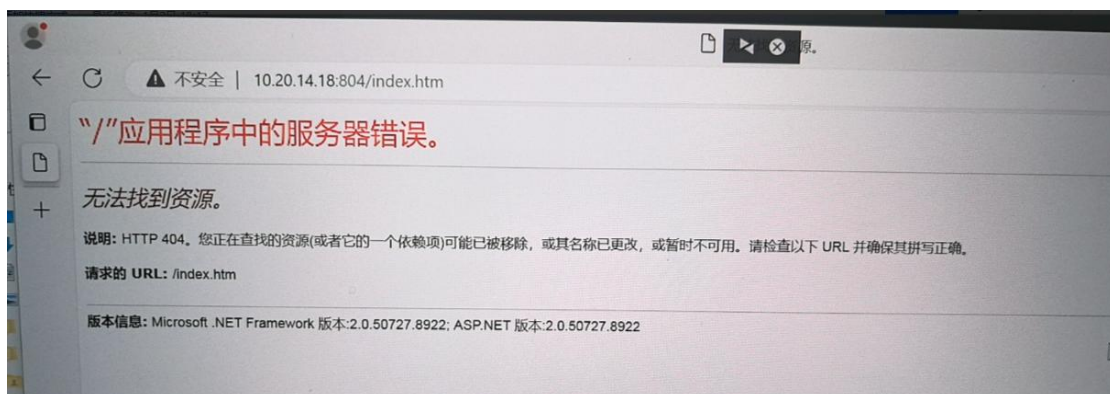 不安全 | 10.20.14.18:804/index.htm
“/”应用程序中的服务器错误。
无法找到资源。
说明: HTTP 404。您正在查找的资源(或者它的一个依赖项)可能已被移除，或其名称已更改，或暂时不可用。请检查以下 URL 并确保其拼写正确。
请求的 URL: /index.htm
版本信息: Microsoft .NET Framework 版本:2.0.50727.8922; ASP.NET 版本:2.0.50727.8922